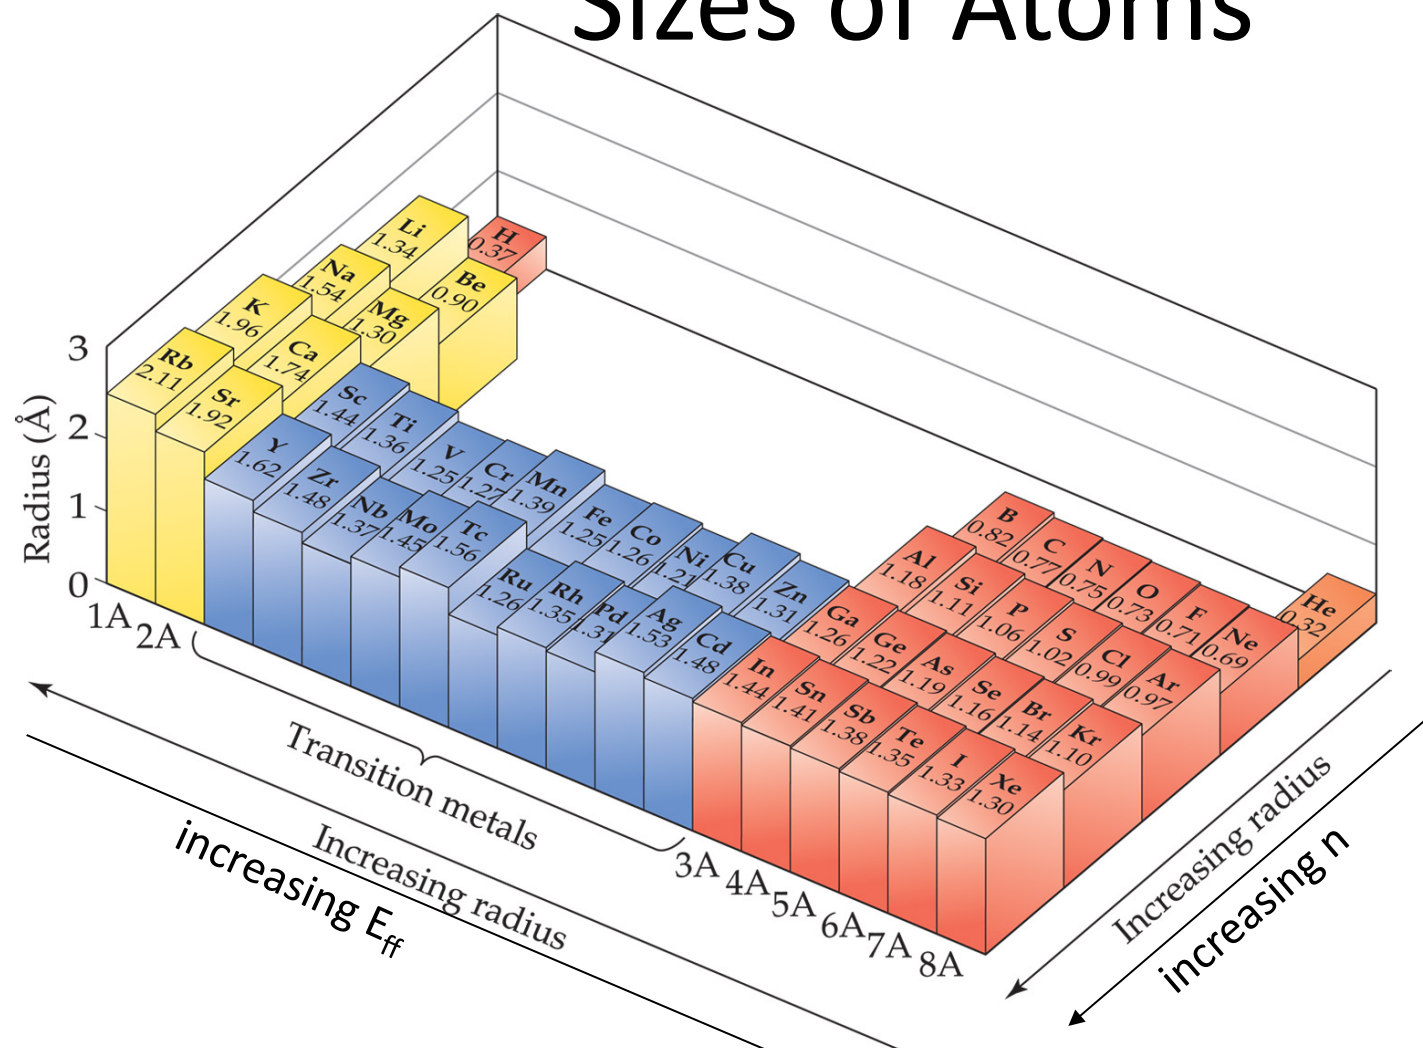 Sizes of Atoms
Radius (Å)
3
2
1
0
H
0.37
He
0.32
Li
1.34
Be
0.90
B
0.82
C
0.77
N
0.75
O
0.73
F
0.71
Ne
0.69
Na
1.54
Mg
1.30
Al
1.18
Si
1.11
P
1.06
S
1.02
Cl
0.99
Ar
0.97
K
1.96
Ca
1.74
Sc
1.44
Ti
1.36
V
1.25
Cr
1.27
Mn
1.39
Fe
1.25
Co
1.26
Ni
1.21
Cu
1.38
Zn
1.31
Ga
1.26
Ge
1.22
As
1.19
Se
1.16
Br
1.14
Kr
1.10
Rb
2.11
Sr
1.92
Y
1.62
Zr
1.48
Nb
1.37
Mo
1.45
Tc
1.56
Ru
1.26
Rh
1.35
Pd
1.31
Ag
1.53
Cd
1.48
In
1.44
Sn
1.41
Sb
1.38
Te
1.35
I
1.33
Xe
1.30
1A
2A
Transition metals
3A
4A
5A
6A
7A
8A
Increasing radius
increasing Eff
Increasing radius
increasing n